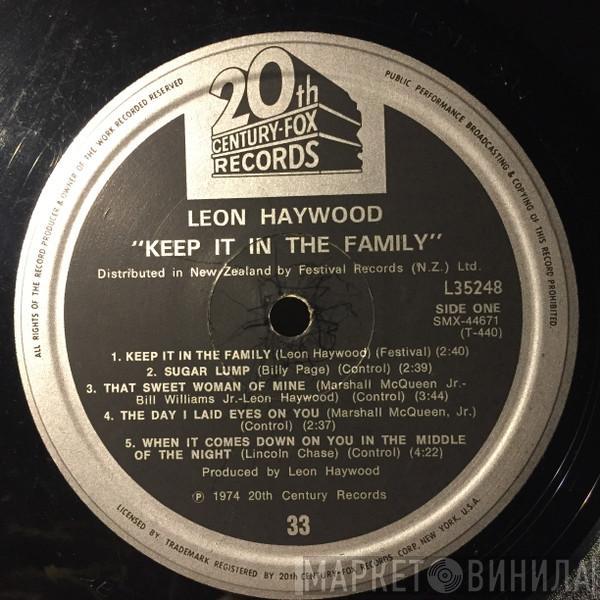 ALL RIGHTS OF THE RECORD PRODUCER & OWNER OF THE WORK RECORDED RESERVED
PUBLIC PERFORMANCE BROADCASTING & COPYING OF THIS RECORD PROHIBITED.
20th
CENTURY-FOX
RECORDS
LEON HAYWOOD
"KEEP IT IN THE FAMILY"
Distributed in New Zealand by Festival Records (N.Z.) Ltd.
L35248
SIDE ONE
SMX-44671
(T-440)
1. KEEP IT IN THE FAMILY (Leon Haywood) (Festival) (2:40)
2. SUGAR LUMP (Billy Page) (Control) (2:39)
3. THAT SWEET WOMAN OF MINE (Marshall McQueen Jr.-
Bill Williams Jr.-Leon Haywood) (Control) (3:44)
4. THE DAY I LAID EYES ON YOU (Marshall McQueen, Jr.)
(Control) (2:37)
5. WHEN IT COMES DOWN ON YOU IN THE MIDDLE
OF THE NIGHT (Lincoln Chase) (Control) (4:22)
Produced by Leon Haywood
℗ 1974 20th Century Records
33
LICENSED BY TRADEMARK REGISTERED BY 20th CENTURY-FOX RECORDS CORP. NEW YORK, U.S.A.
МАРКЕТ ВИНИЛА